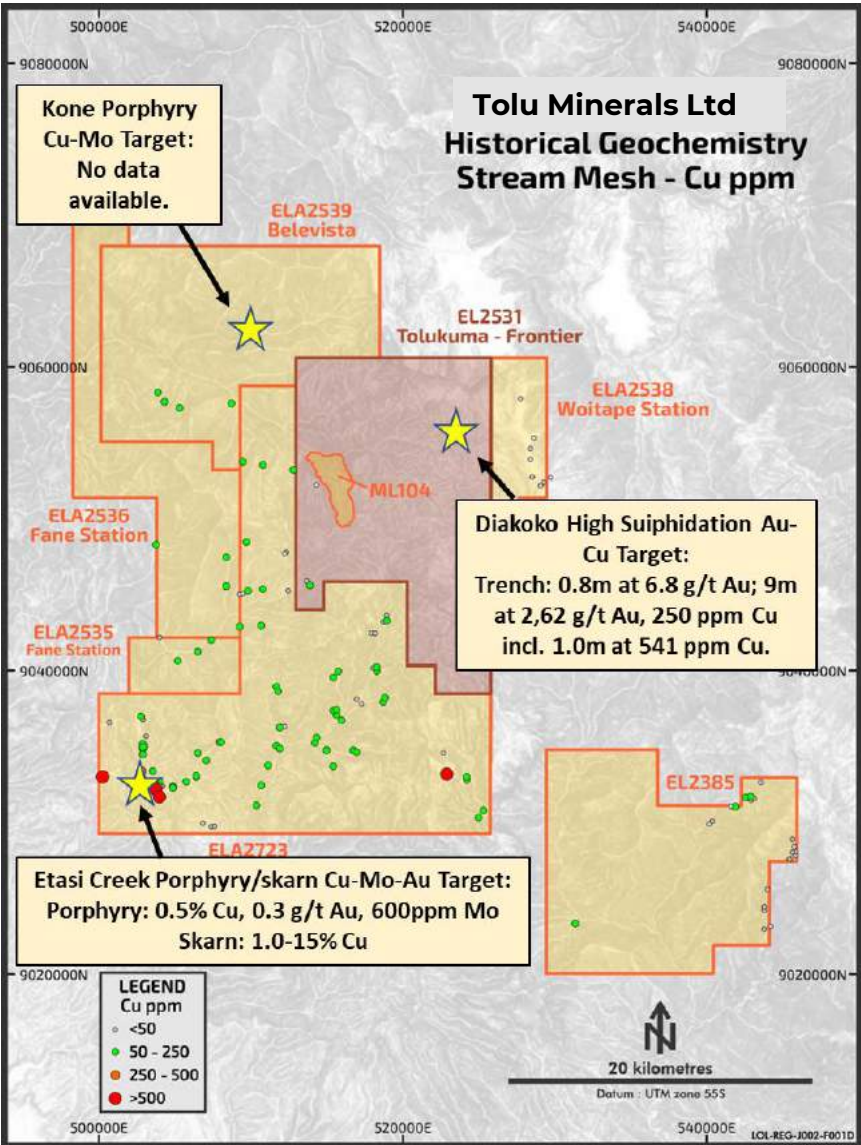 500000E
520000E
540000E
9080000N
9080000N
Tolu Minerals Ltd
Historical Geochemistry
Stream Mesh - Cu ppm
Kone Porphyry
Cu-Mo Target:
No data
available.
ELA2539
Belevista
EL2531
Tolukuma - Frontier
9060000N
9060000N
ELA2538
Woitape Station
ML104
ELA2536
Fane Station
Diakoko High Suiphidation Au-
Cu Target:
Trench: 0.8m at 6.8 g/t Au; 9m
at 2,62 g/t Au, 250 ppm Cu
incl. 1.0m at 541 ppm Cu.
ELA2535
Fane Station
9040000N
9040000N
EL2385
ELA2723
Etasi Creek Porphyry/skarn Cu-Mo-Au Target:
Porphyry: 0.5% Cu, 0.3 g/t Au, 600ppm Mo
Skarn: 1.0-15% Cu
9020000N
9020000N
LEGEND
Cu ppm
<50
50 - 250
250 - 500
>500
N
20 kilometres
Datum : UTM zone 55S
500000E
520000E
540000E
LOL-REG-J002-F001D